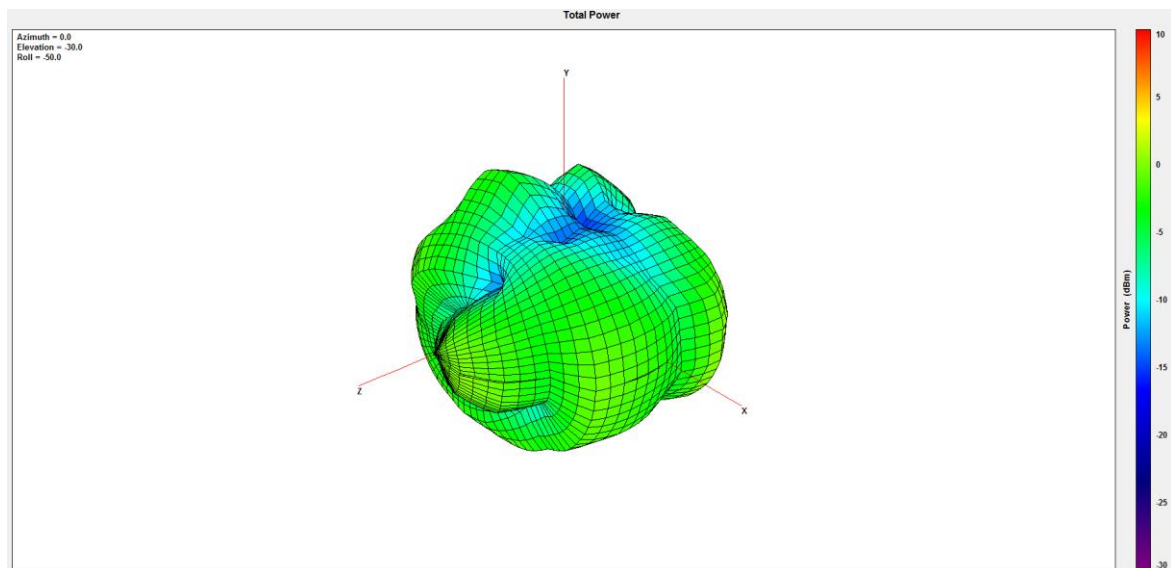 Total Power
Azimuth = 0.0
Elevation = -30.0
Roll = -50.0
Y
Z
X
10
5
0
-5
-10
-15
-20
-25
-30
Power (dBm)